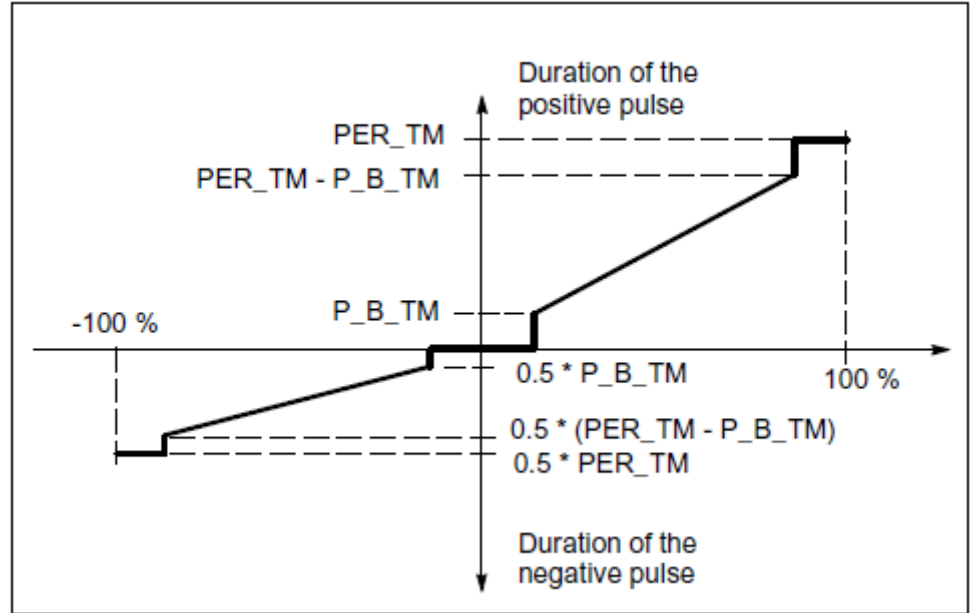 Duration of the
positive pulse
PER_TM
PER_TM - P_B_TM
P_B_TM
-100 %
0.5 * P_B_TM
100 %
0.5 * (PER_TM - P_B_TM)
0.5 * PER_TM
Duration of the
negative pulse